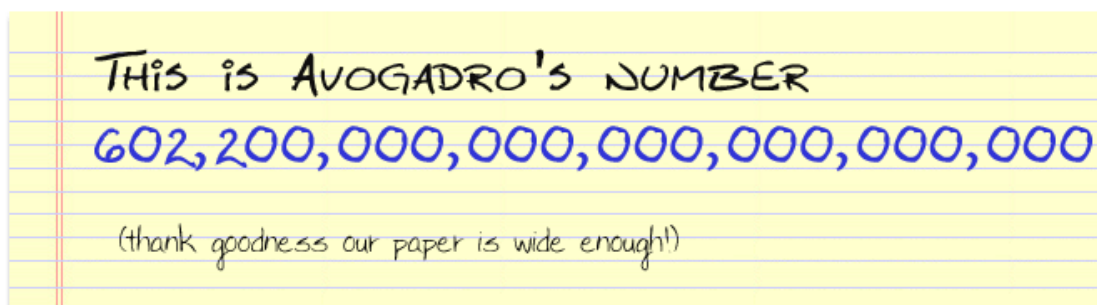 This is Avogadro's number
602,200,000,000,000,000,000,000
(thank goodness our paper is wide enough!)